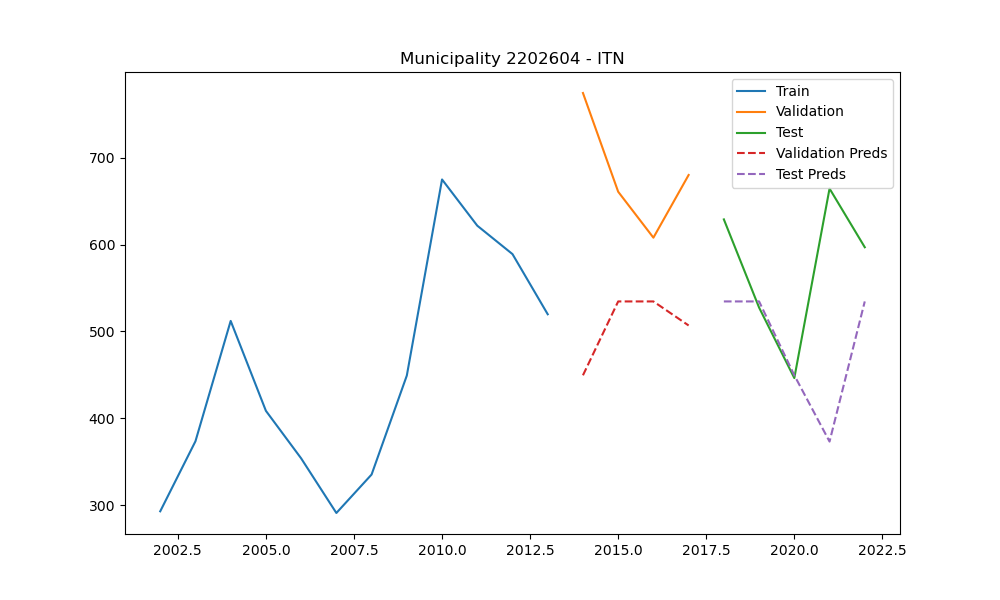 Municipality 2202604 - ITN
Train
Validation
Test
Validation Preds
Test Preds
700
600
500
400
300
2002.5 2005.0 2007.5 2010.0 2012.5 2015.0 2017.5 2020.0 2022.5